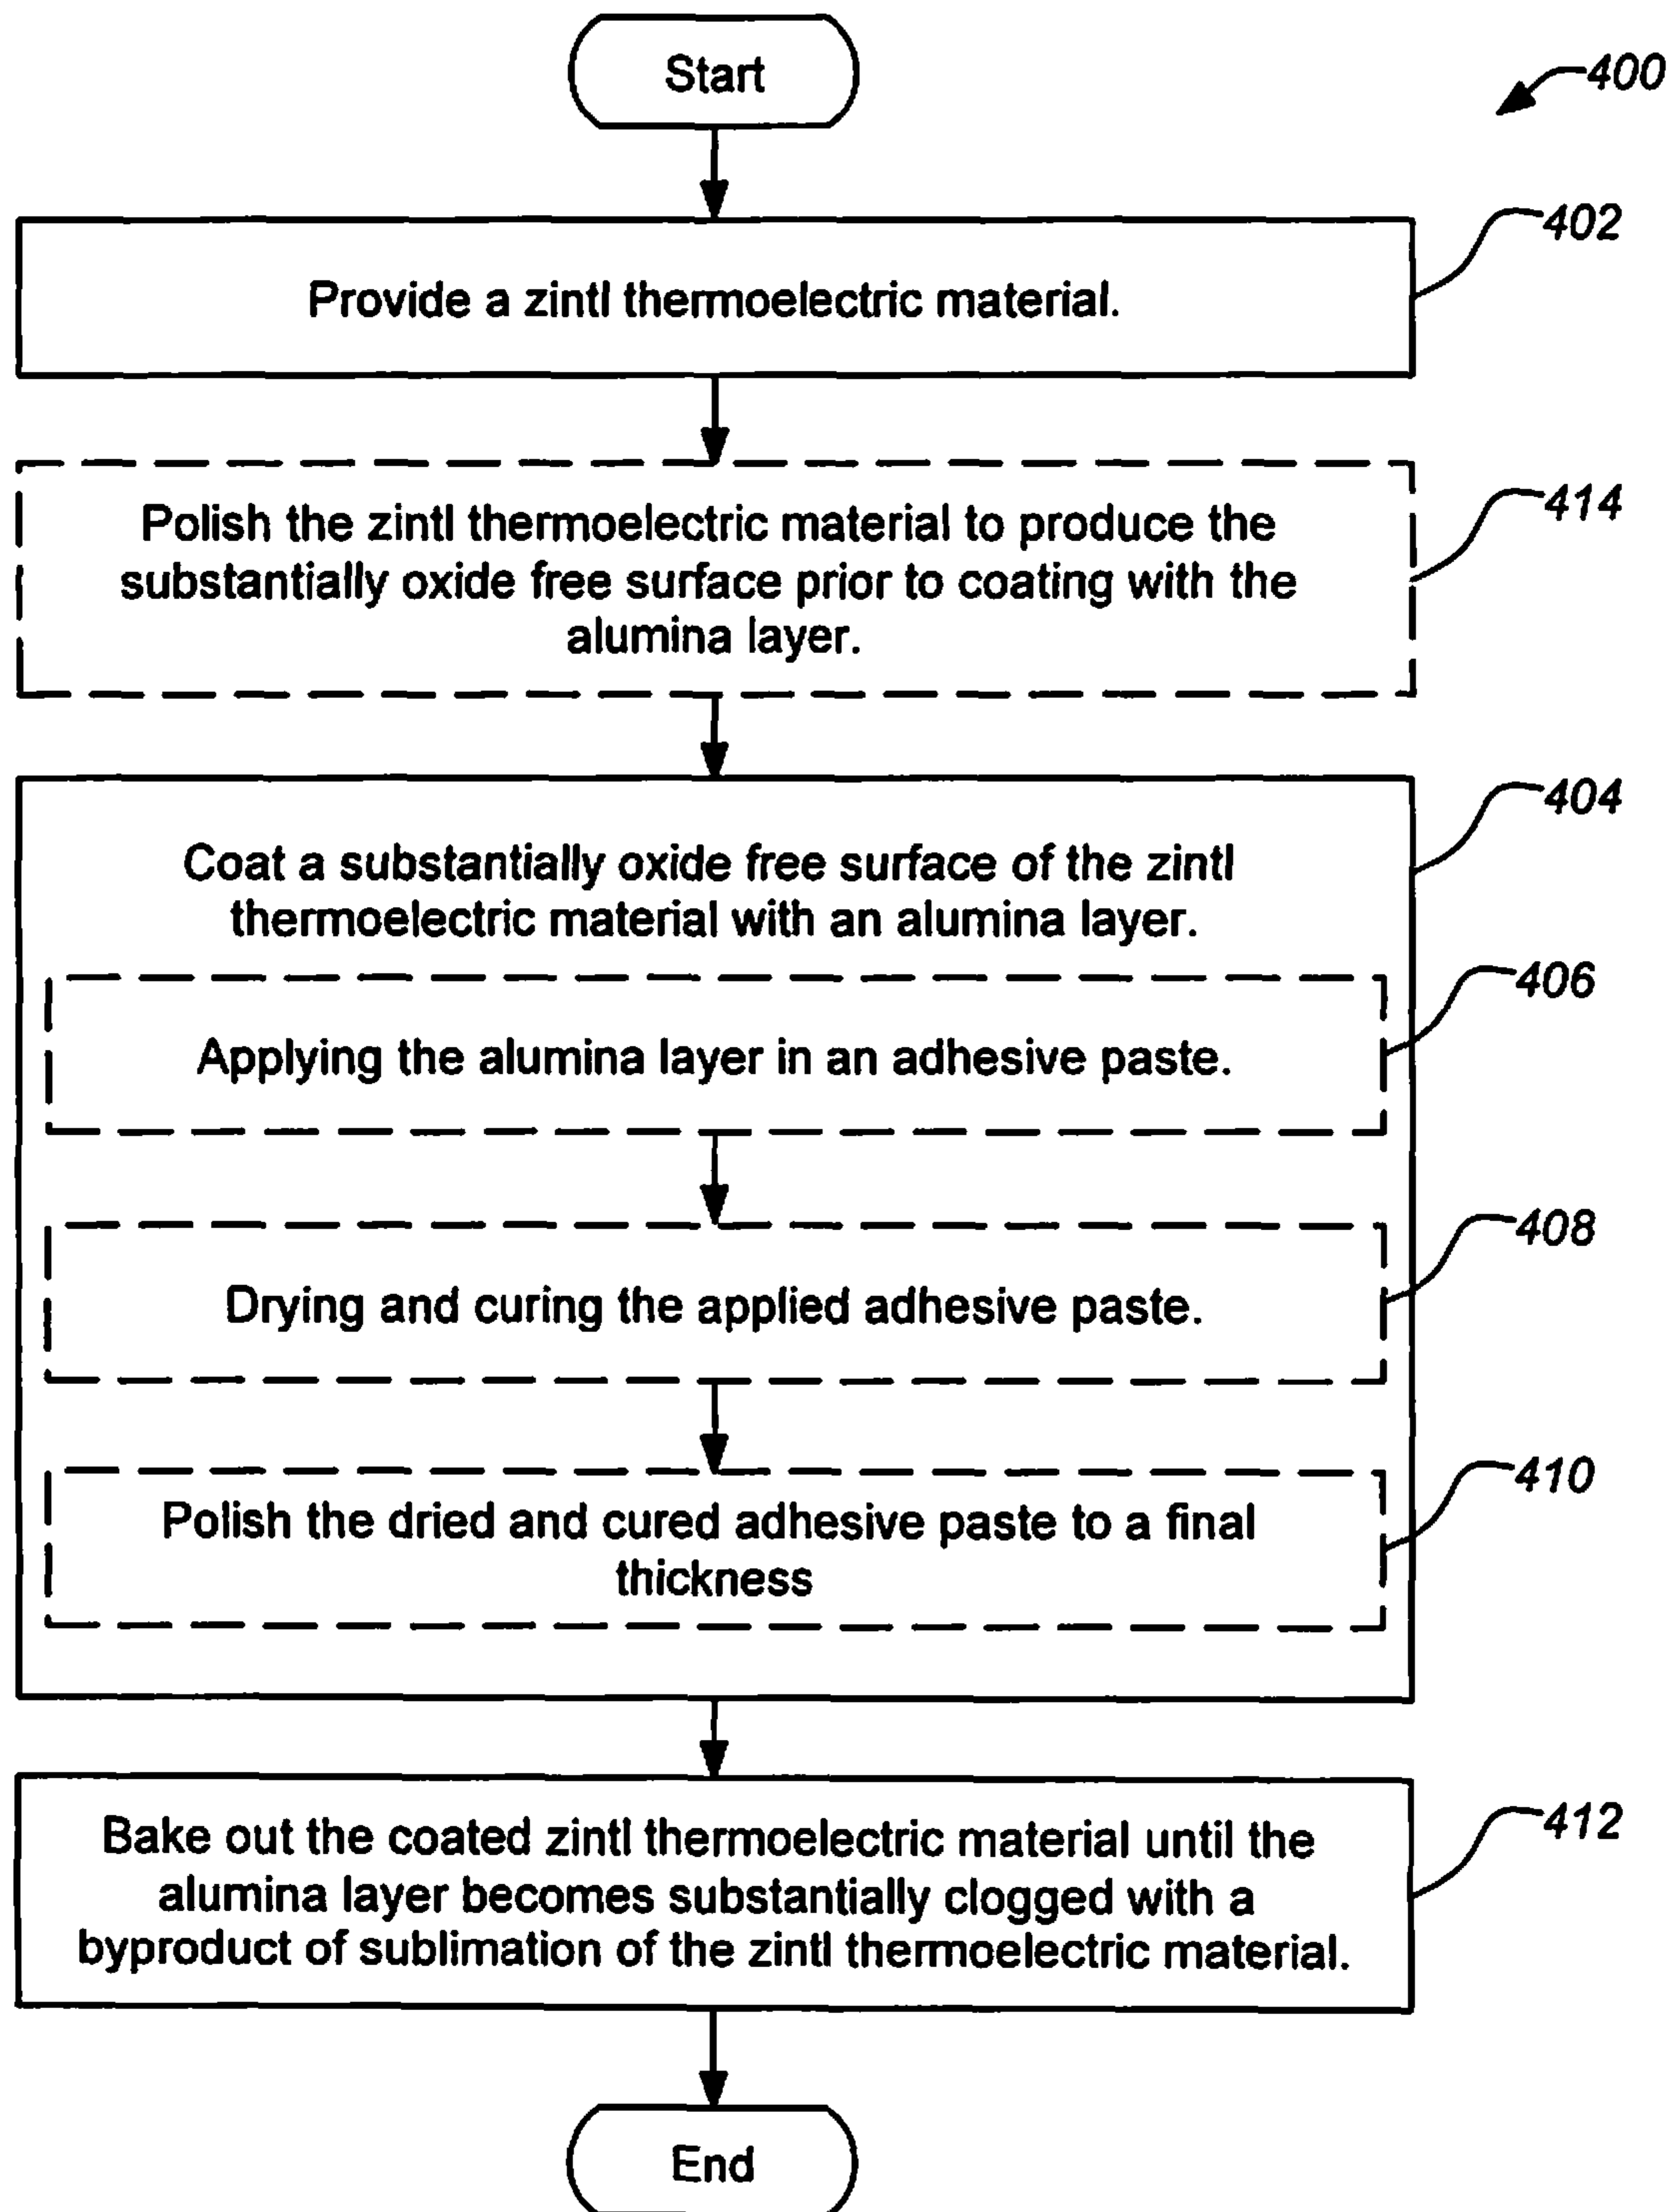 Start
400
402
Provide a zintl thermoelectric material.
414
Polish the zintl thermoelectric material to produce the
substantially oxide free surface prior to coating with the
alumina layer.
404
Coat a substantially oxide free surface of the zintl
thermoelectric material with an alumina layer.
406
Applying the alumina layer in an adhesive paste.
408
Drying and curing the applied adhesive paste.
410
Polish the dried and cured adhesive paste to a final
thickness
412
Bake out the coated zintl thermoelectric material until the
alumina layer becomes substantially clogged with a
byproduct of sublimation of the zintl thermoelectric material.
End